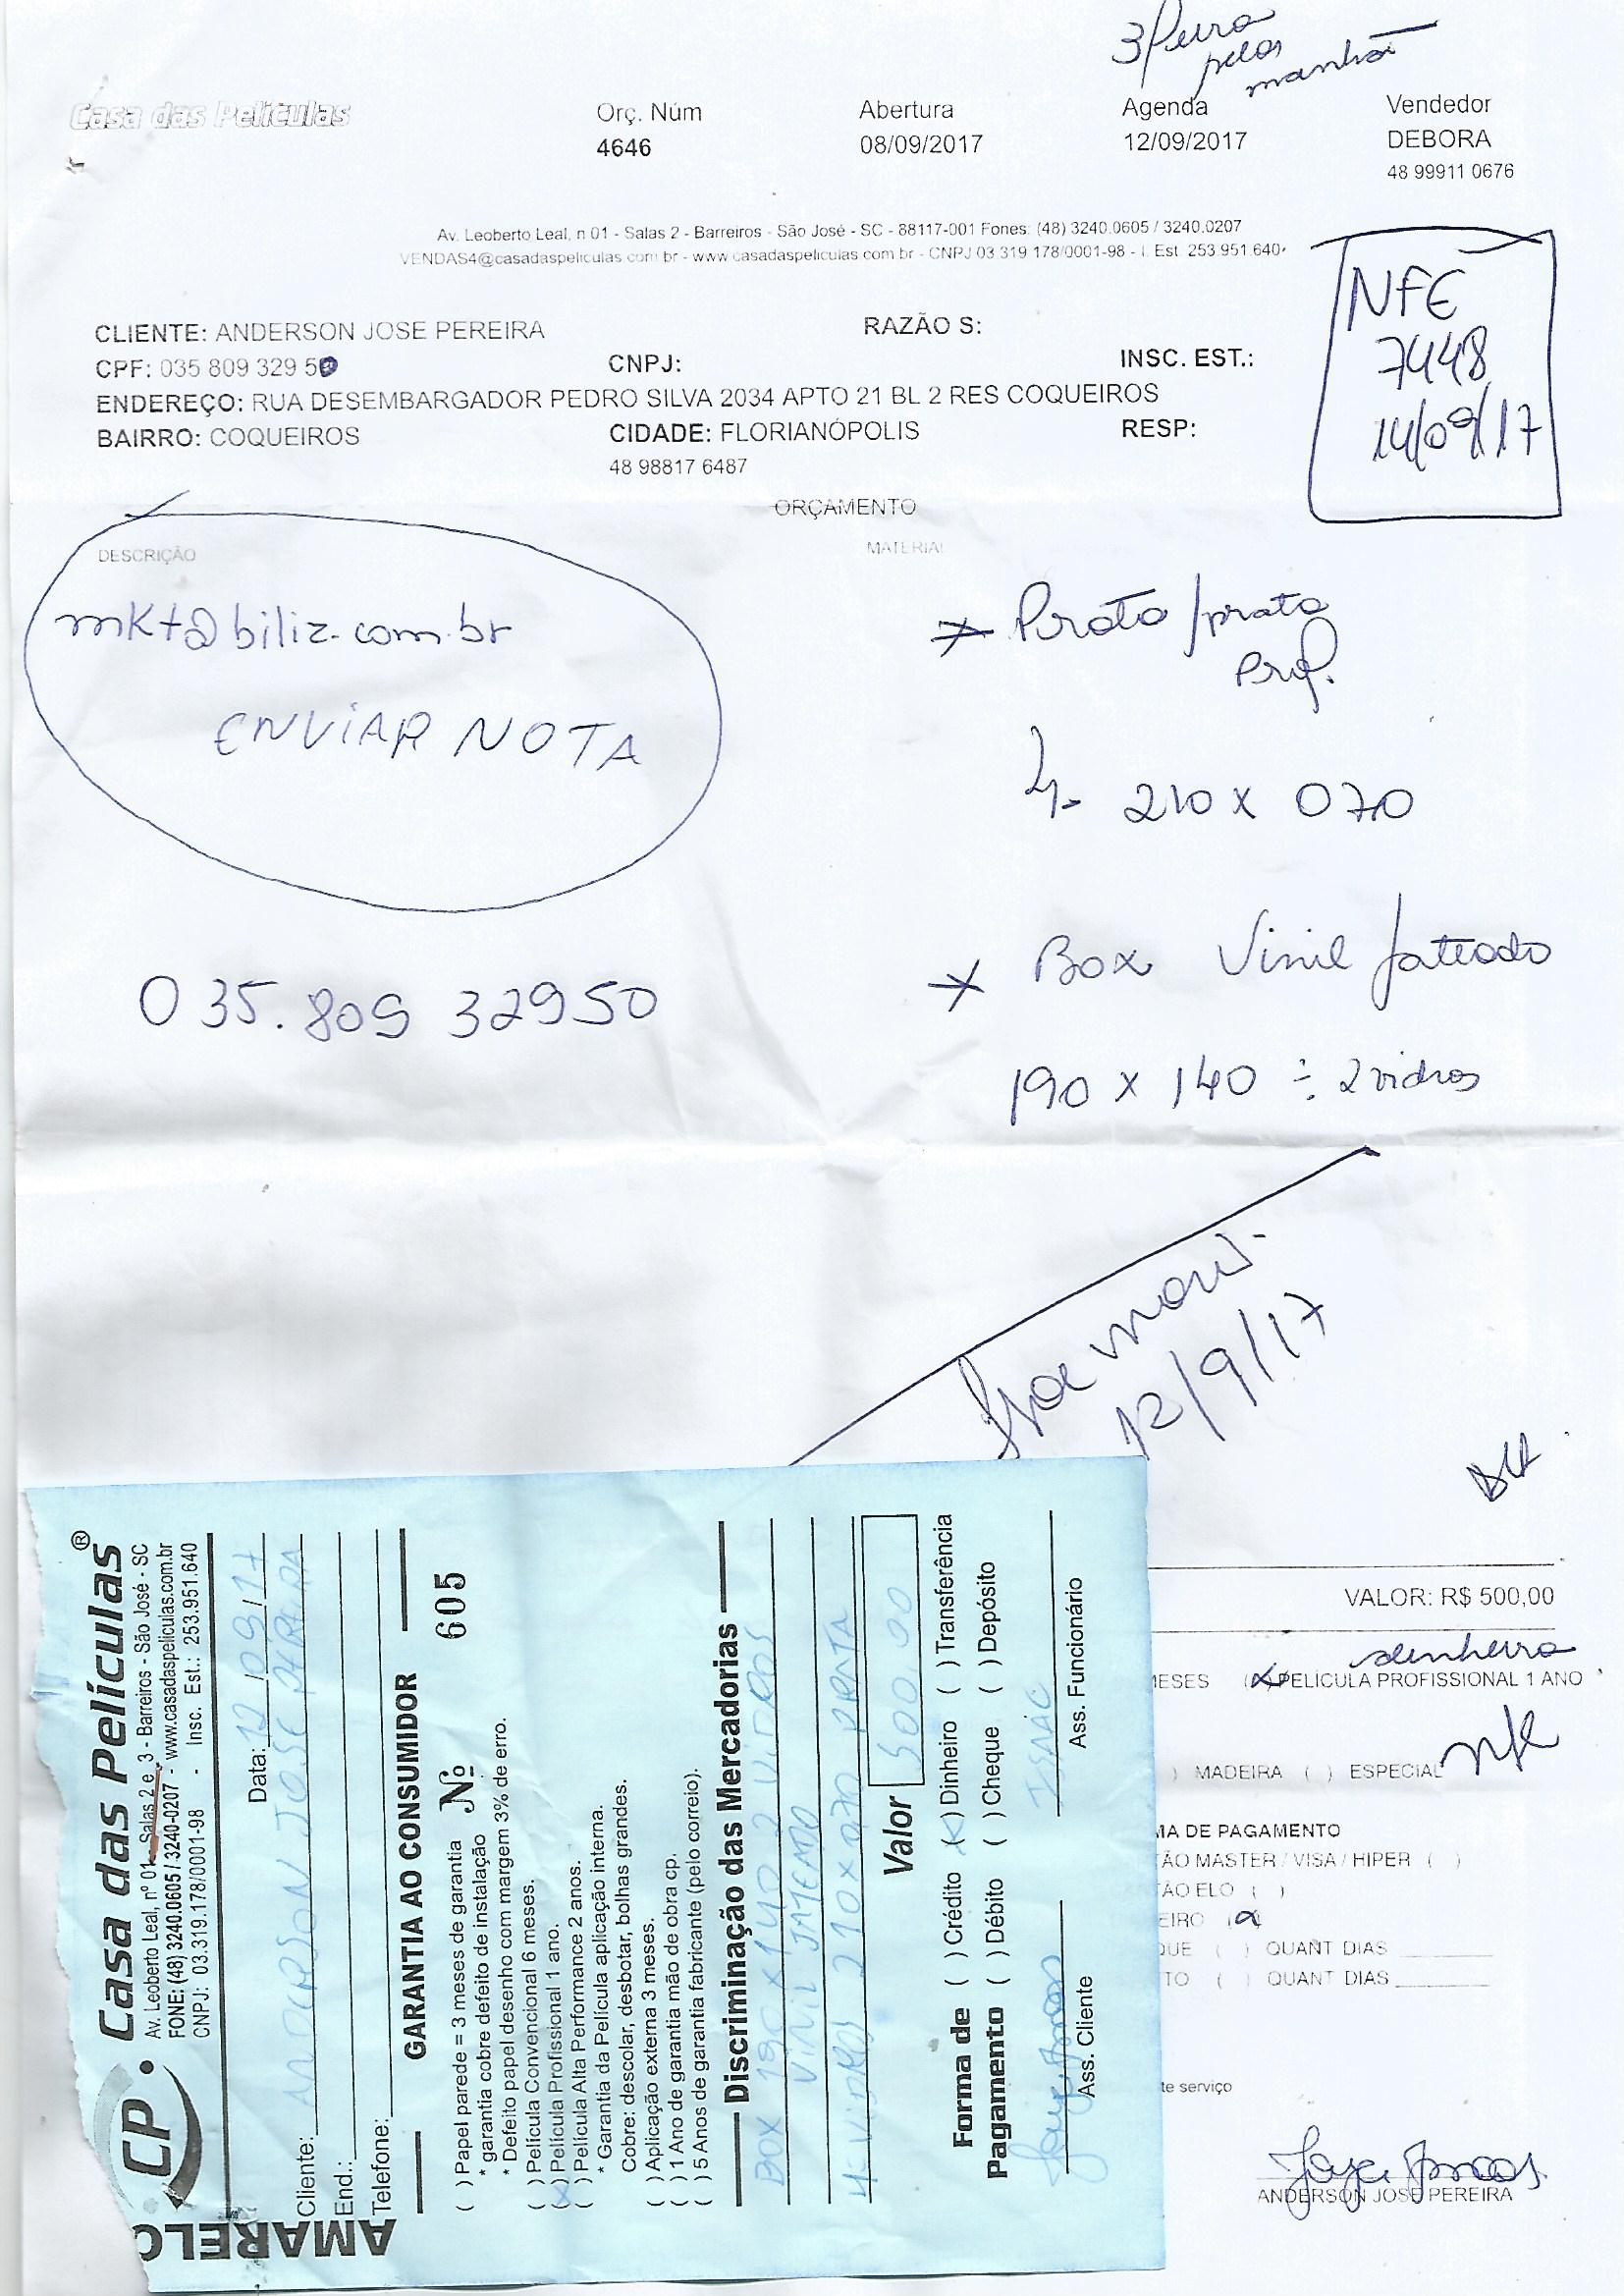 3ª feira
pela
manhã
Casa das Películas
Orç. Núm
4646
Abertura
08/09/2017
Agenda
12/09/2017
Vendedor
DEBORA
48 99911 0676
Av. Leoberto Leal, n 01 - Salas 2 - Barreiros - São José - SC - 88117-001 Fones: (48) 3240.0605 / 3240.0207
VENDAS4@casadaspeliculas.com.br - www.casadaspeliculas.com.br - CNPJ 03.319.178/0001-98 - I. Est. 253.951.640
NFE
7448
14/09/17
CLIENTE: ANDERSON JOSE PEREIRA
RAZÃO S:
CPF: 035 809 329 50
CNPJ:
INSC. EST.:
ENDEREÇO: RUA DESEMBARGADOR PEDRO SILVA 2034 APTO 21 BL 2 RES COQUEIROS
BAIRRO: COQUEIROS
CIDADE: FLORIANÓPOLIS
RESP:
48 98817 6487
ORÇAMENTO
DESCRIÇÃO
MATERIAL
mkt@biliz.com.br
ENVIAR NOTA
* Prata/prata
Prof.
4- 210 x 070
035.809 32950
* Box Vinil jateado
190 x 140 ÷ 2 vidros
12/9/17
VALOR: R$ 500,00
dinheiro
MESES (X) PELÍCULA PROFISSIONAL 1 ANO
) MADEIRA ( ) ESPECIAL
MA DE PAGAMENTO
TÃO MASTER / VISA / HIPER ( )
TÃO ELO ( )
EIRO (x)
QUE ( ) QUANT DIAS
TO ( ) QUANT DIAS
te serviço
ANDERSON JOSE PEREIRA
AMARELO
CP. Casa das Películas®
Av. Leoberto Leal, nº 01 - Salas 2 e 3 - Barreiros - São José - SC
FONE: (48) 3240.0605 / 3240-0207 - www.casadaspeliculas.com.br
CNPJ: 03.319.178/0001-98 - Insc. Est.: 253.951.640
Data: 12/09/17
Cliente: ANDERSON JOSE PEREIRA
End.:
Telefone:
GARANTIA AO CONSUMIDOR
( ) Papel parede = 3 meses de garantia Nº 605
* garantia cobre defeito de instalação
* Defeito papel desenho com margem 3% de erro.
( ) Película Convencional 6 meses.
(x) Película Profissional 1 ano.
( ) Película Alta Performance 2 anos.
* Garantia da Película aplicação interna.
Cobre: descolar, desbotar, bolhas grandes.
( ) Aplicação externa 3 meses.
( ) 1 Ano de garantia mão de obra cp.
( ) 5 Anos de garantia fabricante (pelo correio).
Discriminação das Mercadorias
BOX 190 x 140 2 VIDROS
VINIL JATEADO
4- VIDROS 210 x 070 PRATA
Valor 500,00
Forma de Pagamento
( ) Crédito (x) Dinheiro ( ) Transferência
( ) Débito ( ) Cheque ( ) Depósito
ISAAC
Ass. Cliente
Ass. Funcionário